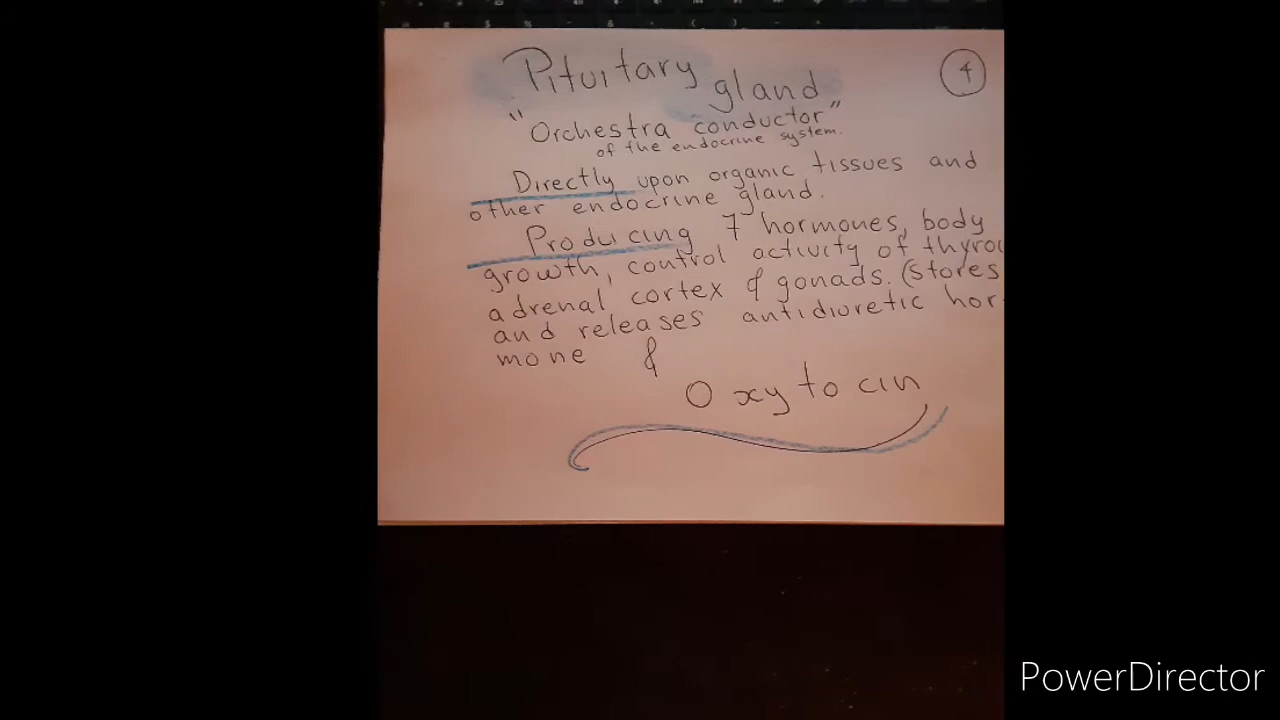 Pituitary gland
4
"Orchestra conductor"
of the endocrine system.
Directly upon organic tissues and
other endocrine gland.
Producing 7 hormones, body
growth, control activity of thyroi
adrenal cortex & gonads. (stores
and releases antidiuretic hor-
mone &
Oxytocin
PowerDirector